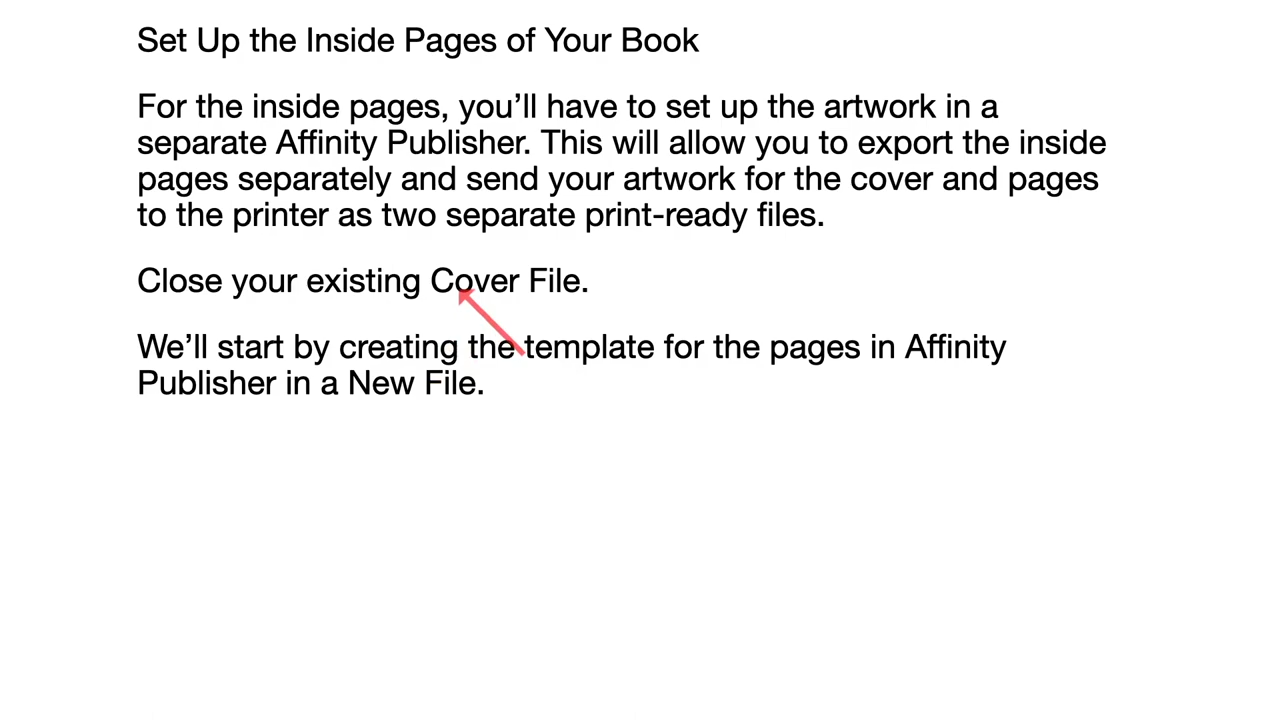 Set Up the Inside Pages of Your Book
For the inside pages, you’ll have to set up the artwork in a
separate Affinity Publisher. This will allow you to export the inside
pages separately and send your artwork for the cover and pages
to the printer as two separate print-ready files.
Close your existing Cover File.
We’ll start by creating the template for the pages in Affinity
Publisher in a New File.